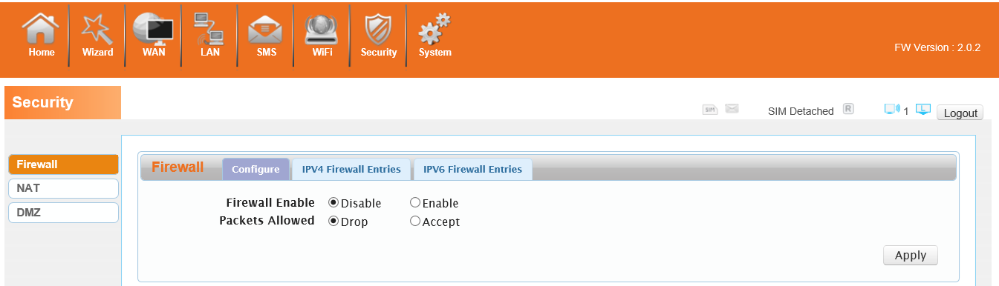 Home Wizard WAN LAN SMS WiFi Security System
FW Version : 2.0.2
Security
SIM SIM Detached R 1 L Logout
Firewall
NAT
DMZ
Firewall Configure IPV4 Firewall Entries IPV6 Firewall Entries
Firewall Enable Disable Enable
Packets Allowed Drop Accept
Apply